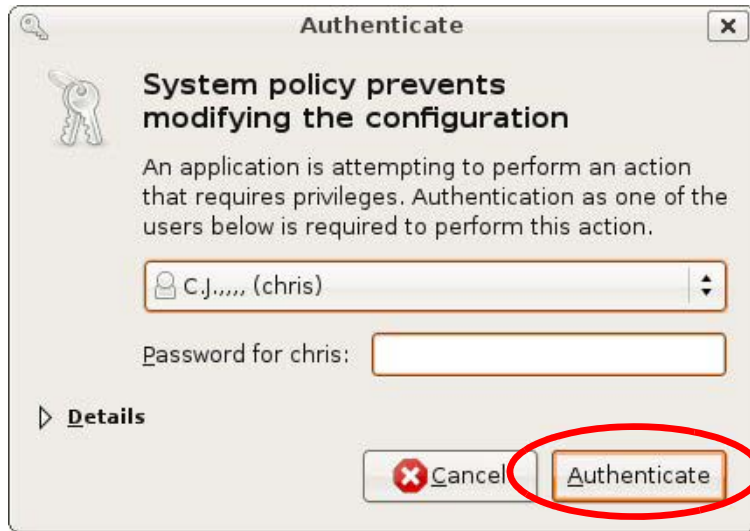 Authenticate
System policy prevents
modifying the configuration
An application is attempting to perform an action
that requires privileges. Authentication as one of the
users below is required to perform this action.
C.J.,,,, (chris)
Password for chris:
Details
Cancel Authenticate